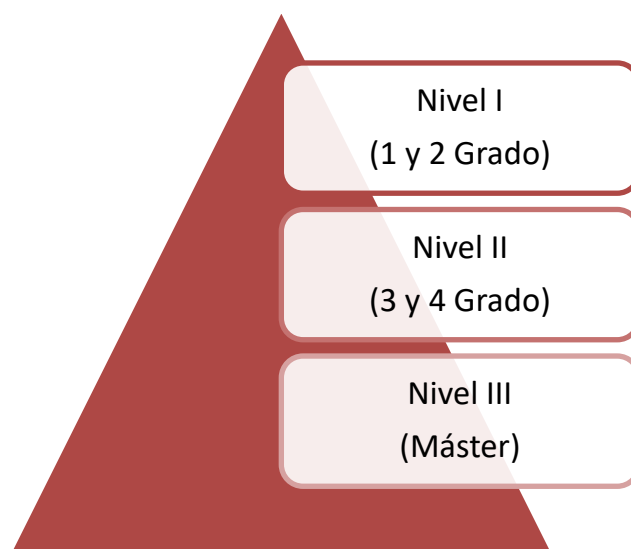 Nivel I
(1 y 2 Grado)
Nivel II
(3 y 4 Grado)
Nivel III
(Máster)